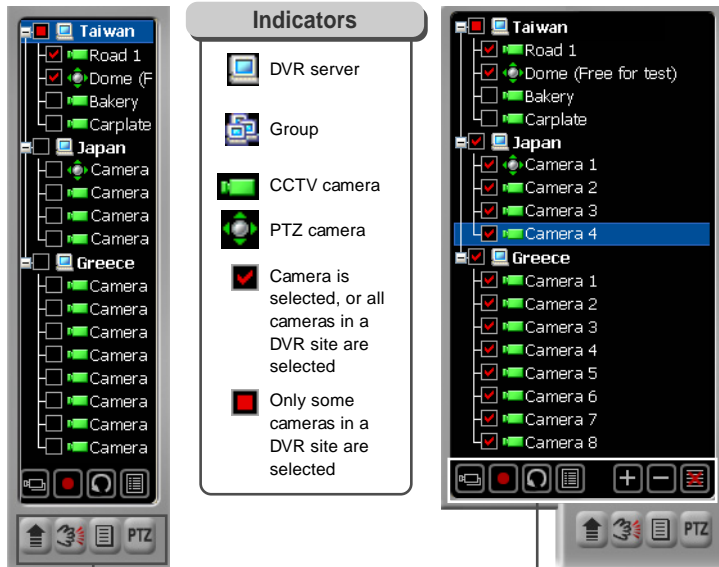 Taiwan
Road 1
Dome (F
Bakery
Carplate
Japan
Camera
Camera
Camera
Camera
Greece
Camera
Camera
Camera
Camera
Camera
Camera
Camera
Camera
PTZ
Indicators
DVR server
Group
CCTV camera
PTZ camera
Camera is
selected, or all
cameras in a
DVR site are
selected
Only some
cameras in a
DVR site are
selected
Taiwan
Road 1
Dome (Free for test)
Bakery
Carplate
Japan
Camera 1
Camera 2
Camera 3
Camera 4
Greece
Camera 1
Camera 2
Camera 3
Camera 4
Camera 5
Camera 6
Camera 7
Camera 8
PTZ